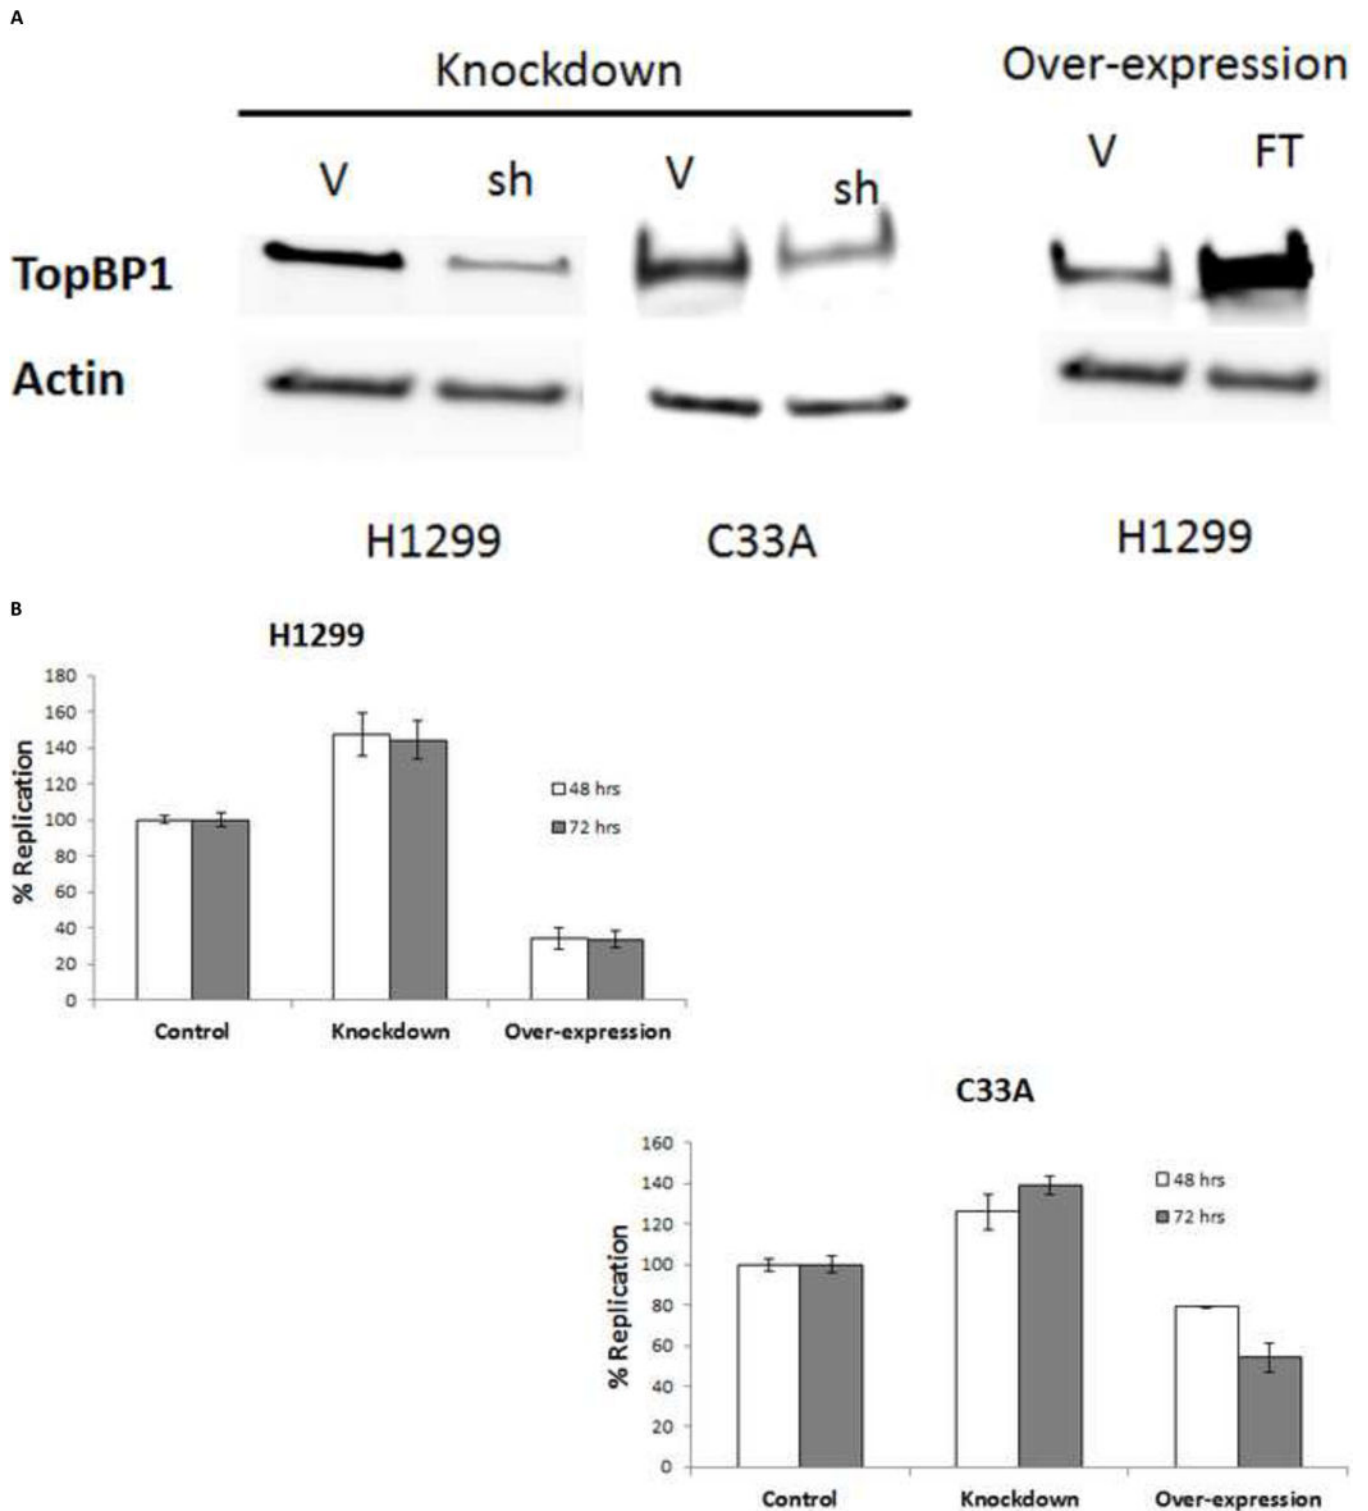 A
Knockdown
Over-expression
V
sh
V
sh
V
FT
TopBP1
Actin
H1299
C33A
H1299
B
H1299
180
160
140
120
100
80
60
40
20
0
% Replication
48 hrs
72 hrs
Control
Knockdown
Over-expression
C33A
160
140
120
100
80
60
40
20
0
% Replication
48 hrs
72 hrs
Control
Knockdown
Over-expression